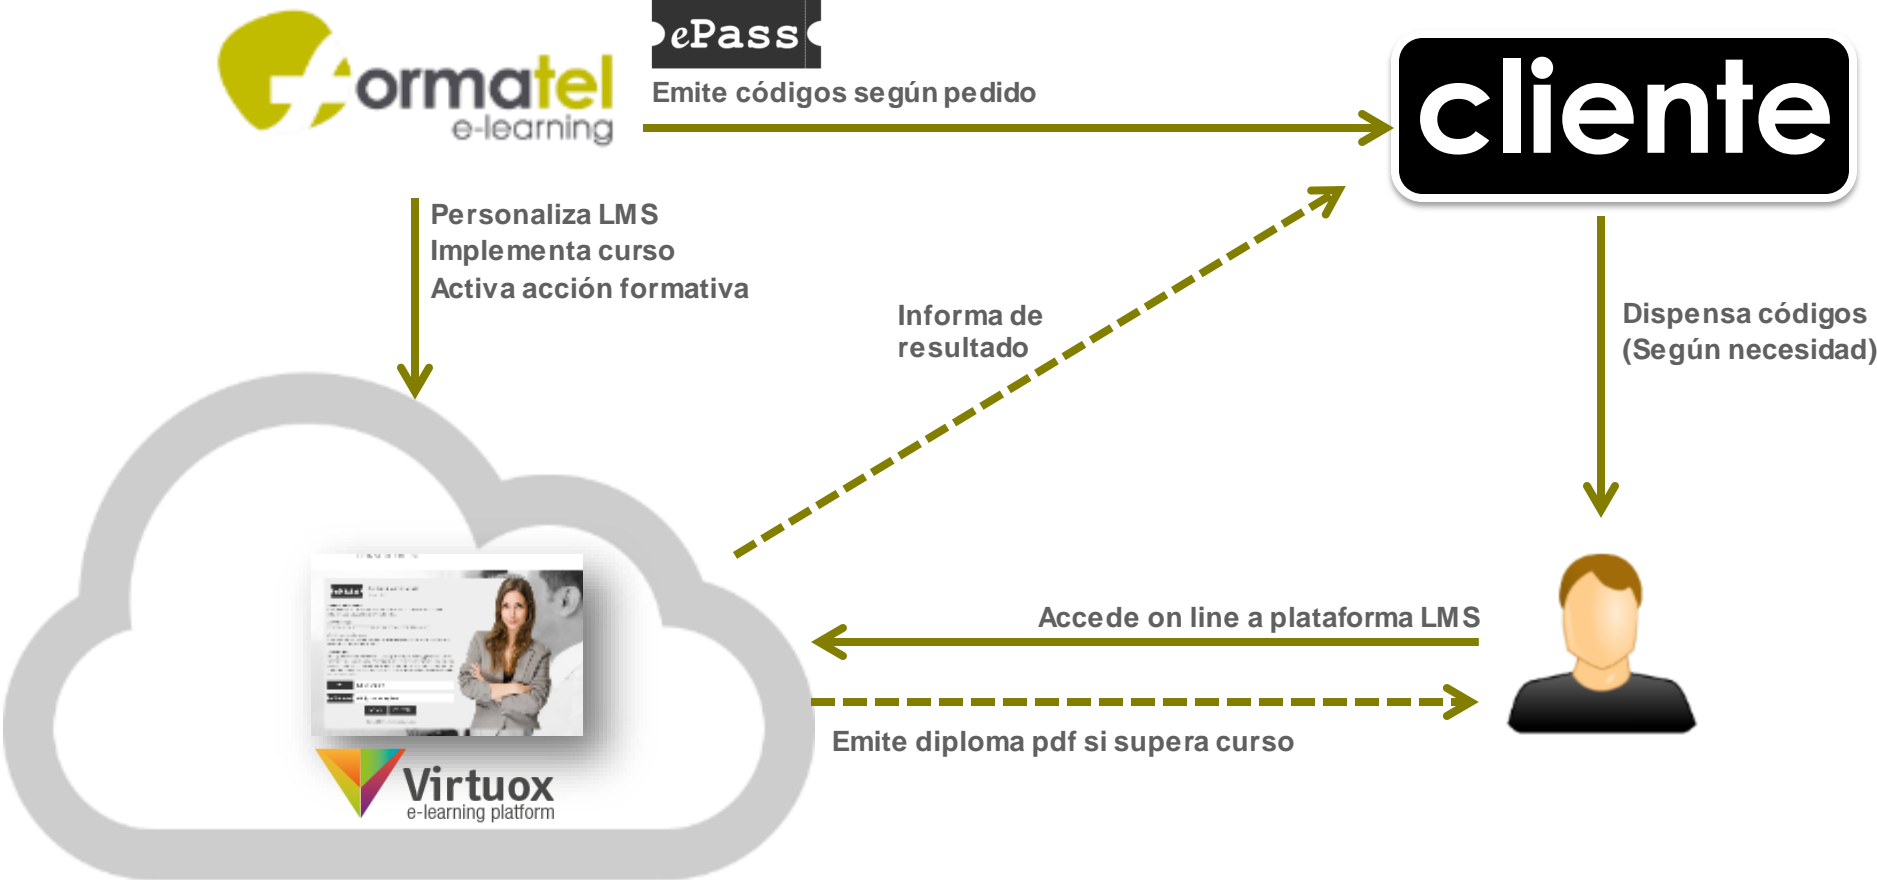 ePass
formatel
e-learning
Emite códigos según pedido
cliente
Personaliza LMS
Implementa curso
Activa acción formativa
Informa de
resultado
Dispensa códigos
(Según necesidad)
Accede on line a plataforma LMS
Emite diploma pdf si supera curso
Virtuox
e-learning platform